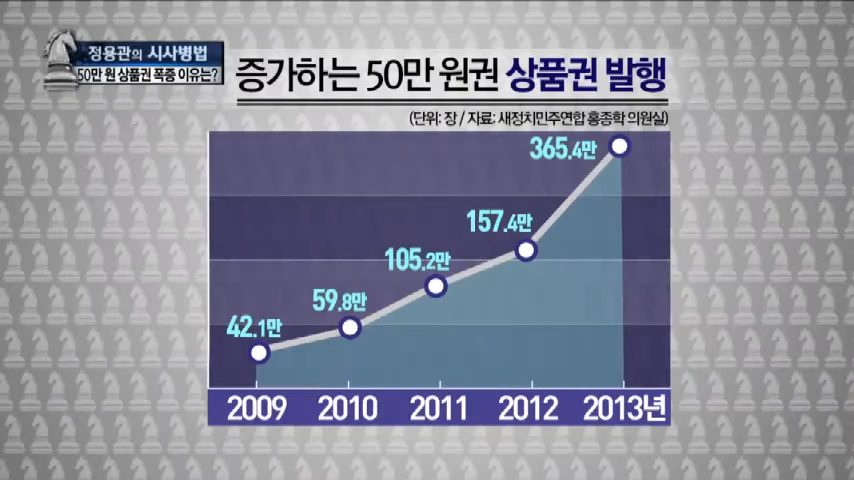 정용관의 시사병법
50만 원 상품권 폭증 이유는?
증가하는 50만 원권 상품권 발행
(단위: 장 / 자료: 새정치민주연합 홍종학 의원실)
365.4만
157.4만
105.2만
59.8만
42.1만
2009 2010 2011 2012 2013년